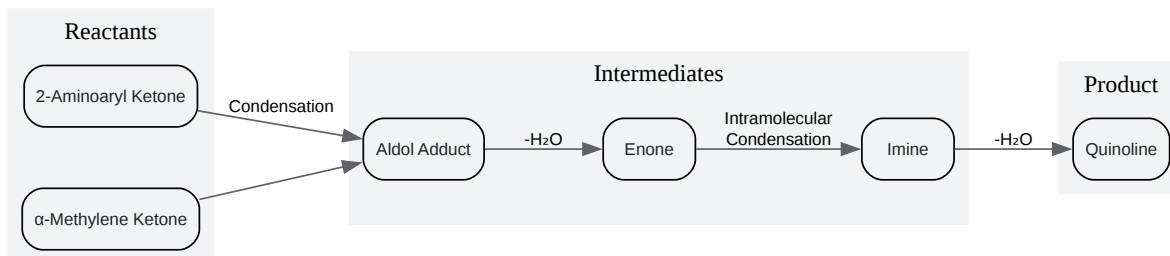 Reactants
2-Aminoaryl Ketone
α-Methylene Ketone
Condensation
Intermediates
Aldol Adduct
-H₂O
Enone
Intramolecular
Condensation
Imine
-H₂O
Product
Quinoline